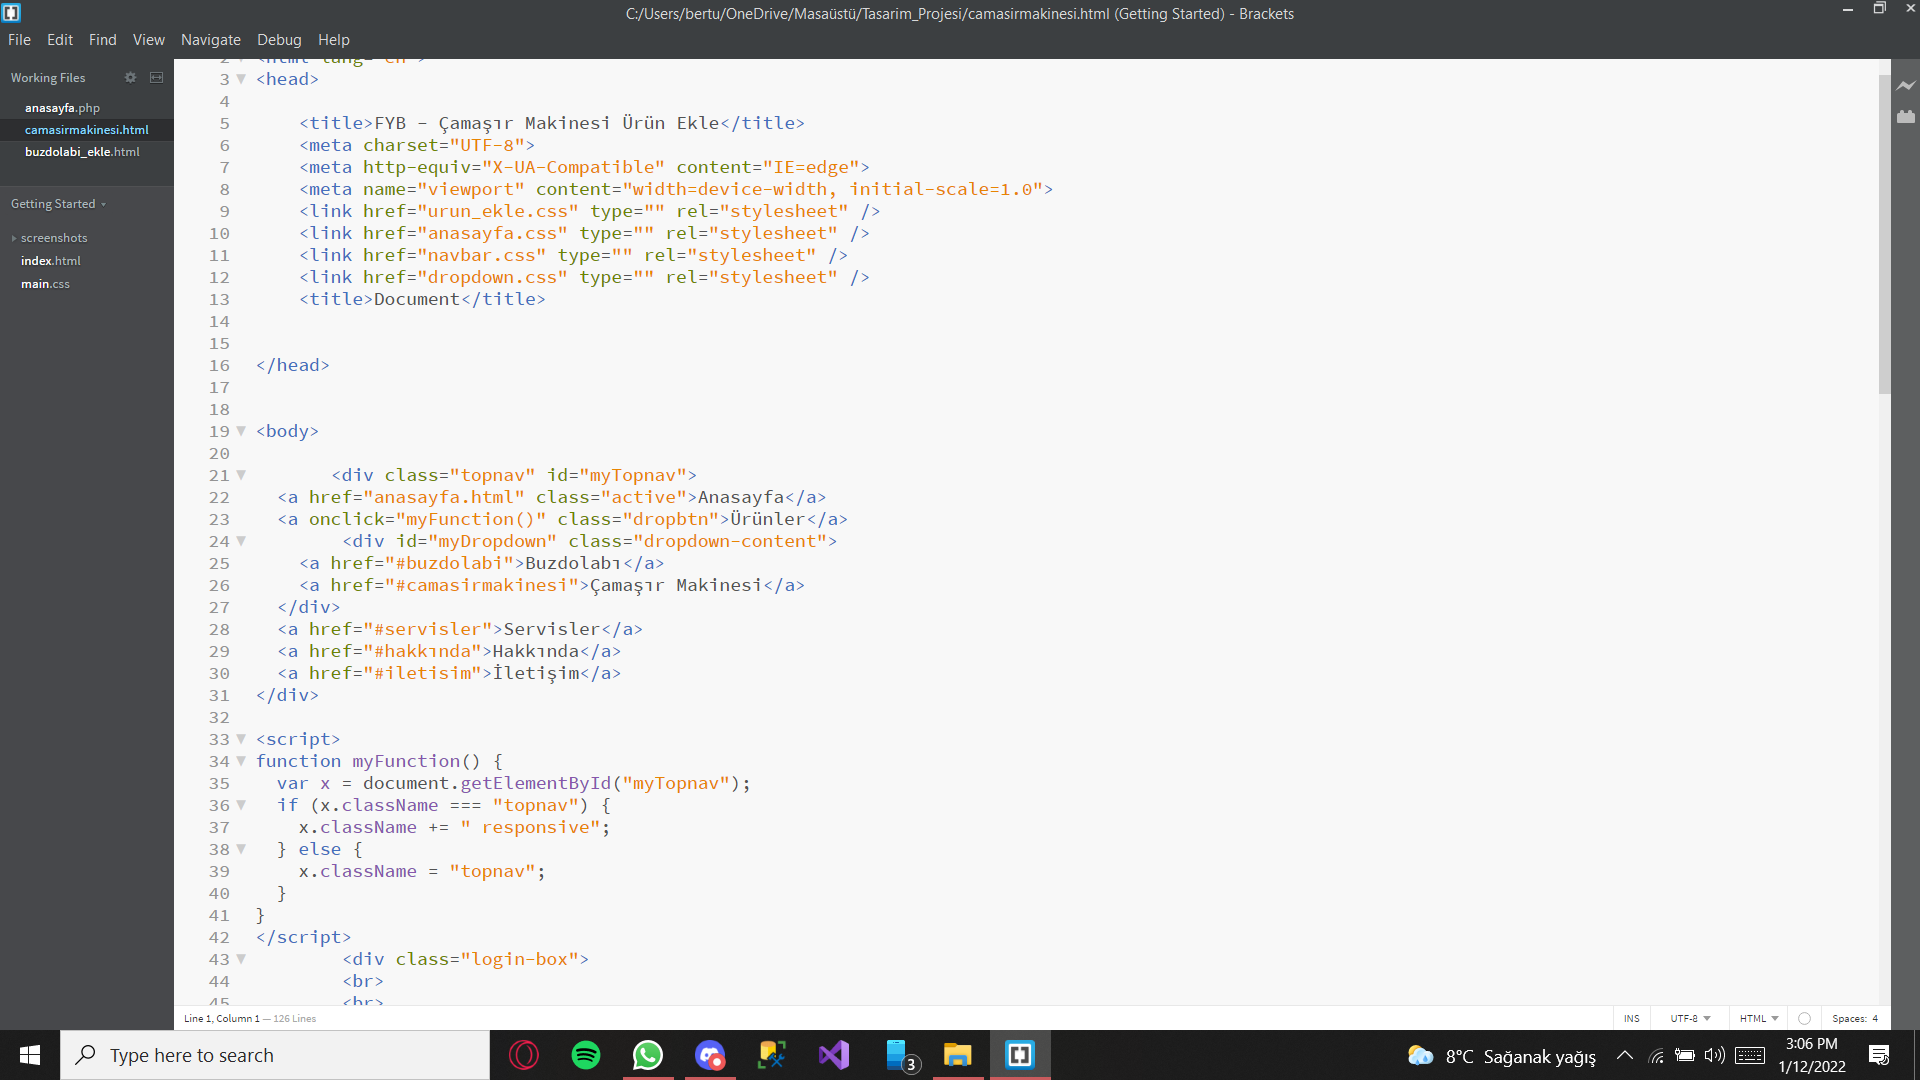 C:/Users/bertu/OneDrive/Masaüstü/Tasarim_Projesi/camasirmakinesi.html (Getting Started) - Brackets
File Edit Find View Navigate Debug Help
Working Files
anasayfa.php
camasirmakinesi.html
buzdolabi_ekle.html
Getting Started
screenshots
index.html
main.css
2 <html lang="en">
3 <head>
4
5 <title>FYB - Çamaşır Makinesi Ürün Ekle</title>
6 <meta charset="UTF-8">
7 <meta http-equiv="X-UA-Compatible" content="IE=edge">
8 <meta name="viewport" content="width=device-width, initial-scale=1.0">
9 <link href="urun_ekle.css" type="" rel="stylesheet" />
10 <link href="anasayfa.css" type="" rel="stylesheet" />
11 <link href="navbar.css" type="" rel="stylesheet" />
12 <link href="dropdown.css" type="" rel="stylesheet" />
13 <title>Document</title>
14
15
16 </head>
17
18
19 <body>
20
21 <div class="topnav" id="myTopnav">
22 <a href="anasayfa.html" class="active">Anasayfa</a>
23 <a onclick="myFunction()" class="dropbtn">Ürünler</a>
24 <div id="myDropdown" class="dropdown-content">
25 <a href="#buzdolabi">Buzdolabı</a>
26 <a href="#camasirmakinesi">Çamaşır Makinesi</a>
27 </div>
28 <a href="#servisler">Servisler</a>
29 <a href="#hakkında">Hakkında</a>
30 <a href="#iletisim">İletişim</a>
31 </div>
32
33 <script>
34 function myFunction() {
35 var x = document.getElementById("myTopnav");
36 if (x.className === "topnav") {
37 x.className += " responsive";
38 } else {
39 x.className = "topnav";
40 }
41 }
42 </script>
43 <div class="login-box">
44 <br>
45 <br>
Line 1, Column 1 — 126 Lines
INS UTF-8 HTML Spaces: 4
Type here to search
3
8°C Sağanak yağış
3:06 PM
1/12/2022